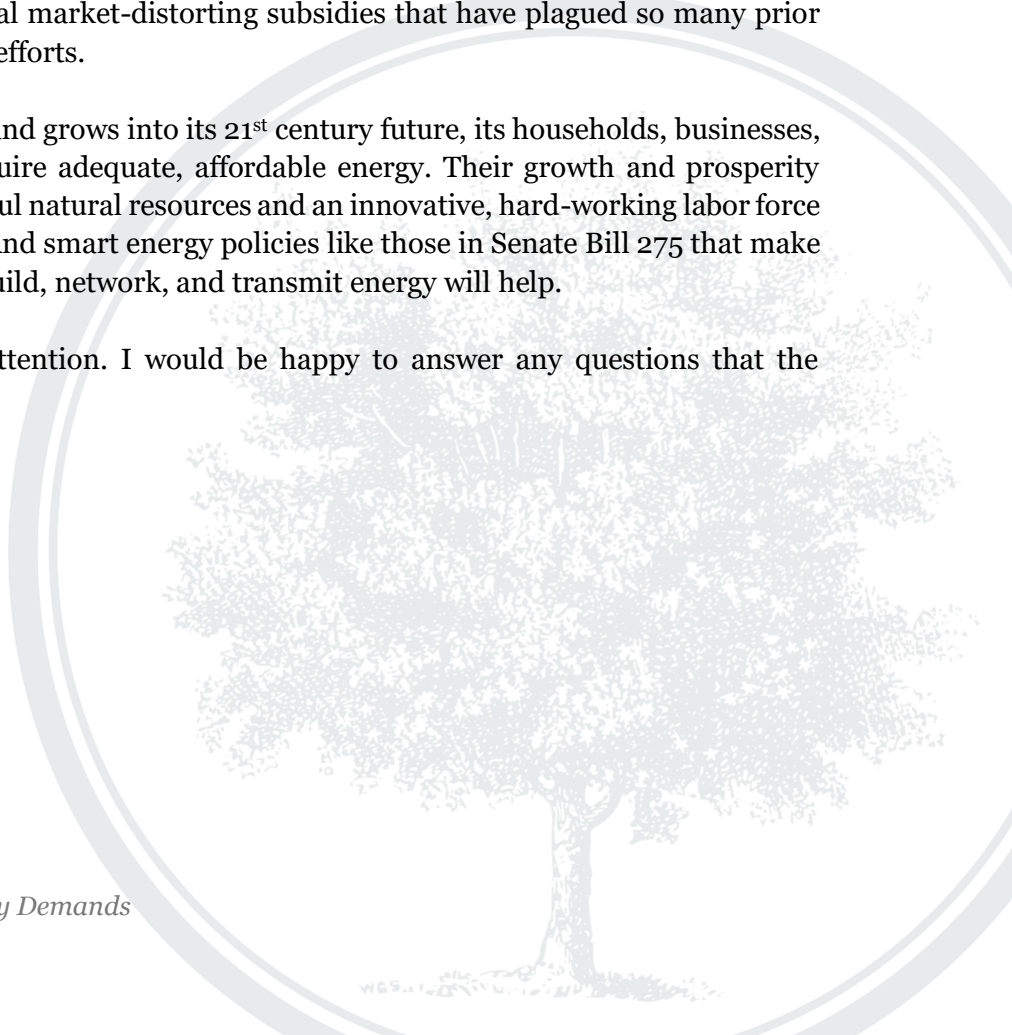 al market-distorting subsidies that have plagued so many prior
efforts.
and grows into its 21st century future, its households, businesses,
uire adequate, affordable energy. Their growth and prosperity
ul natural resources and an innovative, hard-working labor force
and smart energy policies like those in Senate Bill 275 that make
uild, network, and transmit energy will help.
ttention. I would be happy to answer any questions that the
y Demands